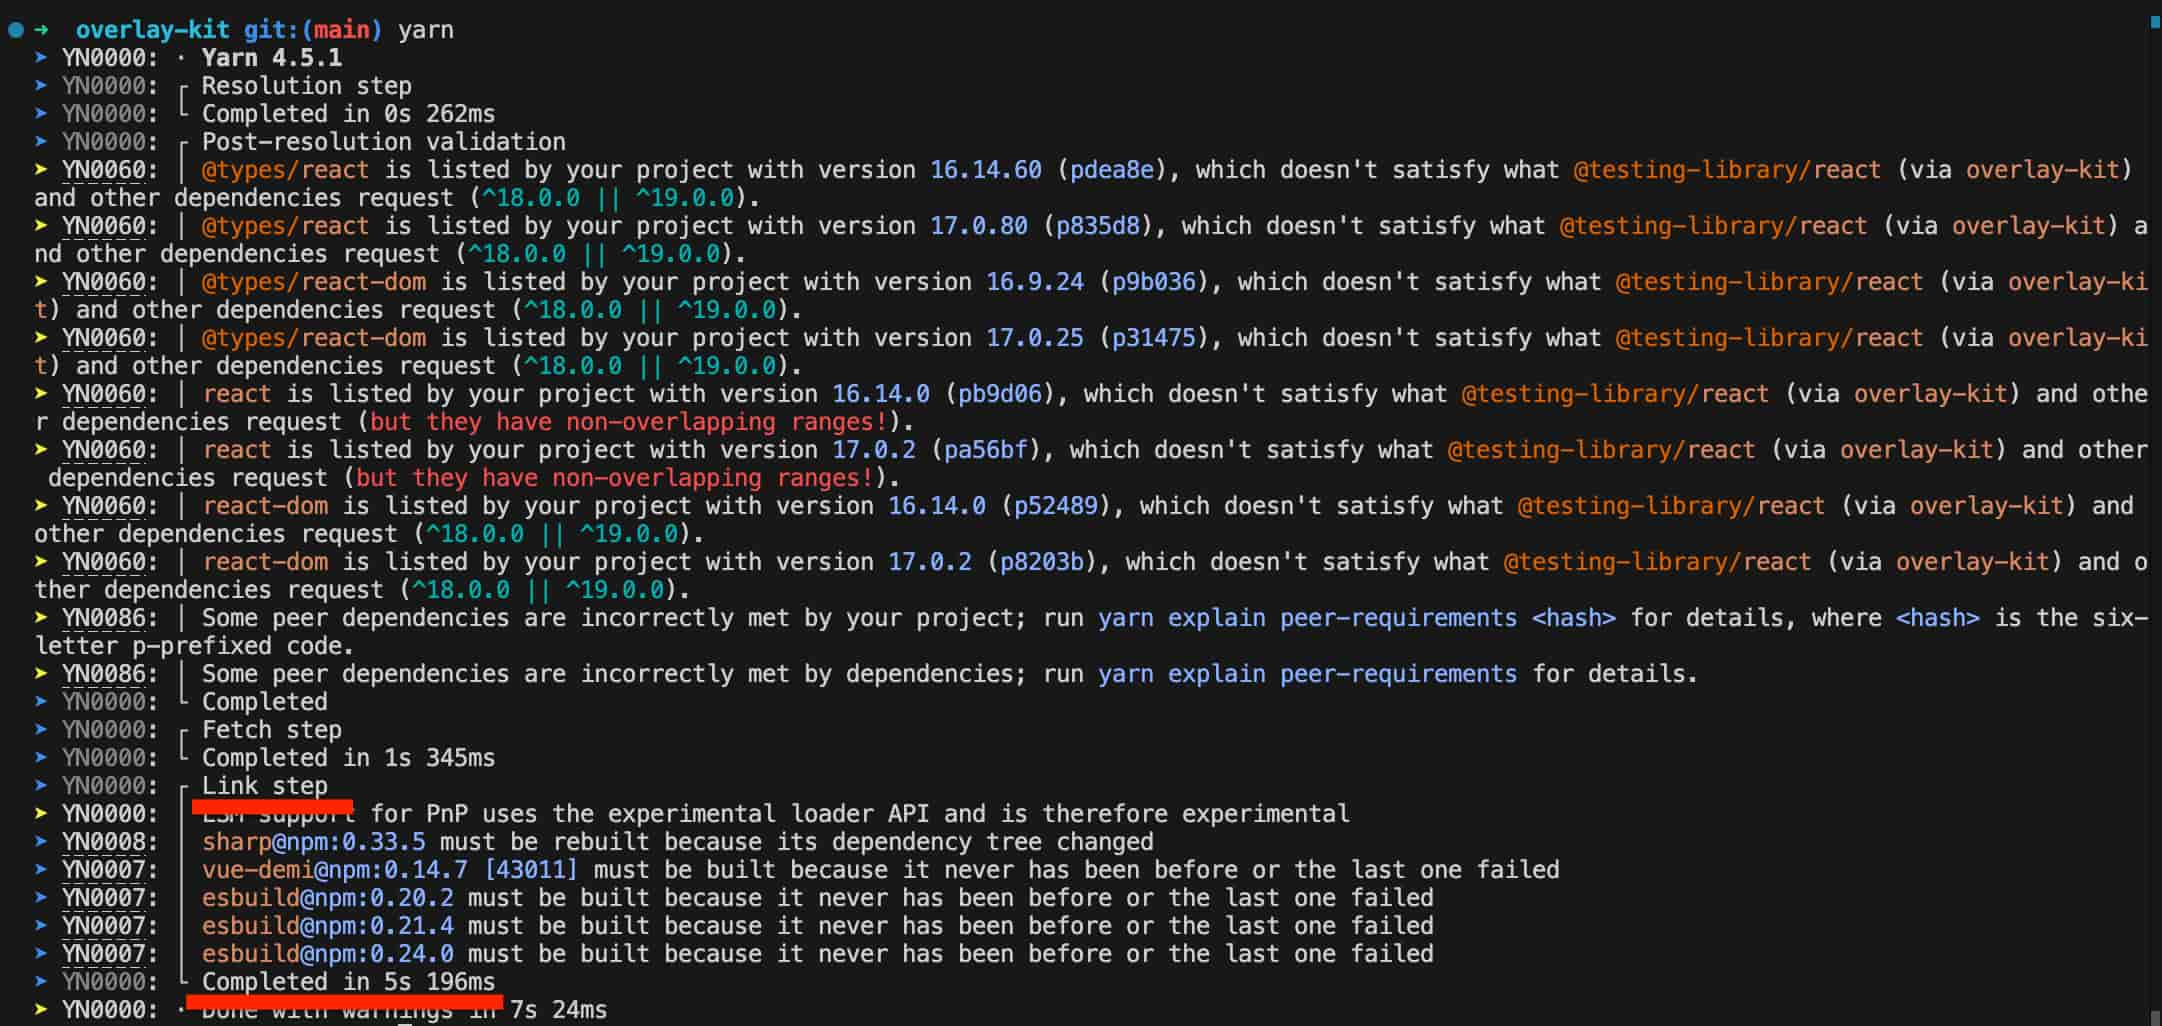 → overlay-kit git:(main) yarn
➤ YN0000: · Yarn 4.5.1
➤ YN0000: ┌ Resolution step
➤ YN0000: └ Completed in 0s 262ms
➤ YN0000: ┌ Post-resolution validation
➤ YN0060: │ @types/react is listed by your project with version 16.14.60 (pdea8e), which doesn't satisfy what @testing-library/react (via overlay-kit)
and other dependencies request (^18.0.0 || ^19.0.0).
➤ YN0060: │ @types/react is listed by your project with version 17.0.80 (p835d8), which doesn't satisfy what @testing-library/react (via overlay-kit) a
nd other dependencies request (^18.0.0 || ^19.0.0).
➤ YN0060: │ @types/react-dom is listed by your project with version 16.9.24 (p9b036), which doesn't satisfy what @testing-library/react (via overlay-ki
t) and other dependencies request (^18.0.0 || ^19.0.0).
➤ YN0060: │ @types/react-dom is listed by your project with version 17.0.25 (p31475), which doesn't satisfy what @testing-library/react (via overlay-ki
t) and other dependencies request (^18.0.0 || ^19.0.0).
➤ YN0060: │ react is listed by your project with version 16.14.0 (pb9d06), which doesn't satisfy what @testing-library/react (via overlay-kit) and othe
r dependencies request (but they have non-overlapping ranges!).
➤ YN0060: │ react is listed by your project with version 17.0.2 (pa56bf), which doesn't satisfy what @testing-library/react (via overlay-kit) and other
 dependencies request (but they have non-overlapping ranges!).
➤ YN0060: │ react-dom is listed by your project with version 16.14.0 (p52489), which doesn't satisfy what @testing-library/react (via overlay-kit) and
other dependencies request (^18.0.0 || ^19.0.0).
➤ YN0060: │ react-dom is listed by your project with version 17.0.2 (p8203b), which doesn't satisfy what @testing-library/react (via overlay-kit) and o
ther dependencies request (^18.0.0 || ^19.0.0).
➤ YN0086: │ Some peer dependencies are incorrectly met by your project; run yarn explain peer-requirements <hash> for details, where <hash> is the six-
letter p-prefixed code.
➤ YN0086: │ Some peer dependencies are incorrectly met by dependencies; run yarn explain peer-requirements for details.
➤ YN0000: └ Completed
➤ YN0000: ┌ Fetch step
➤ YN0000: └ Completed in 1s 345ms
➤ YN0000: ┌ Link step
➤ YN0000: │ ESM support for PnP uses the experimental loader API and is therefore experimental
➤ YN0008: │ sharp@npm:0.33.5 must be rebuilt because its dependency tree changed
➤ YN0007: │ vue-demi@npm:0.14.7 [43011] must be built because it never has been before or the last one failed
➤ YN0007: │ esbuild@npm:0.20.2 must be built because it never has been before or the last one failed
➤ YN0007: │ esbuild@npm:0.21.4 must be built because it never has been before or the last one failed
➤ YN0007: │ esbuild@npm:0.24.0 must be built because it never has been before or the last one failed
➤ YN0000: └ Completed in 5s 196ms
➤ YN0000: · Done with warnings in 7s 24ms